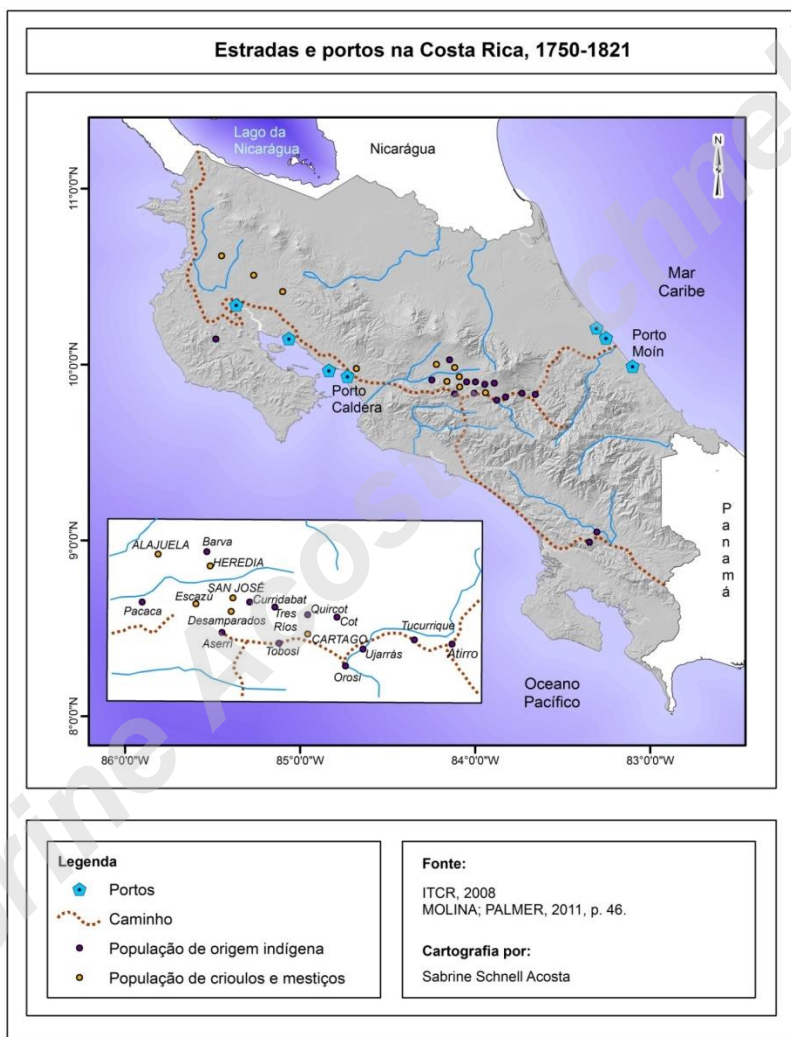 Estradas e portos na Costa Rica, 1750-1821
Lago da
Nicarágua
Nicarágua
N
Mar
Caribe
Porto
Moín
Porto
Caldera
Panamá
Oceano
Pacífico
11°0'0"N
10°0'0"N
9°0'0"N
8°0'0"N
86°0'0"W
85°0'0"W
84°0'0"W
83°0'0"W
ALAJUELA
Barva
HEREDIA
SAN JOSÉ
Escazú
Curridabat
Pacaca
Desamparados
Tres
Ríos
Quircot
Cot
Tucurrique
Aserrí
CARTAGO
Tobosí
Ujarrás
Atirro
Orosí
Legenda
Portos
Caminho
População de origem indígena
População de crioulos e mestiços
Fonte:
ITCR, 2008
MOLINA; PALMER, 2011, p. 46.
Cartografia por:
Sabrine Schnell Acosta